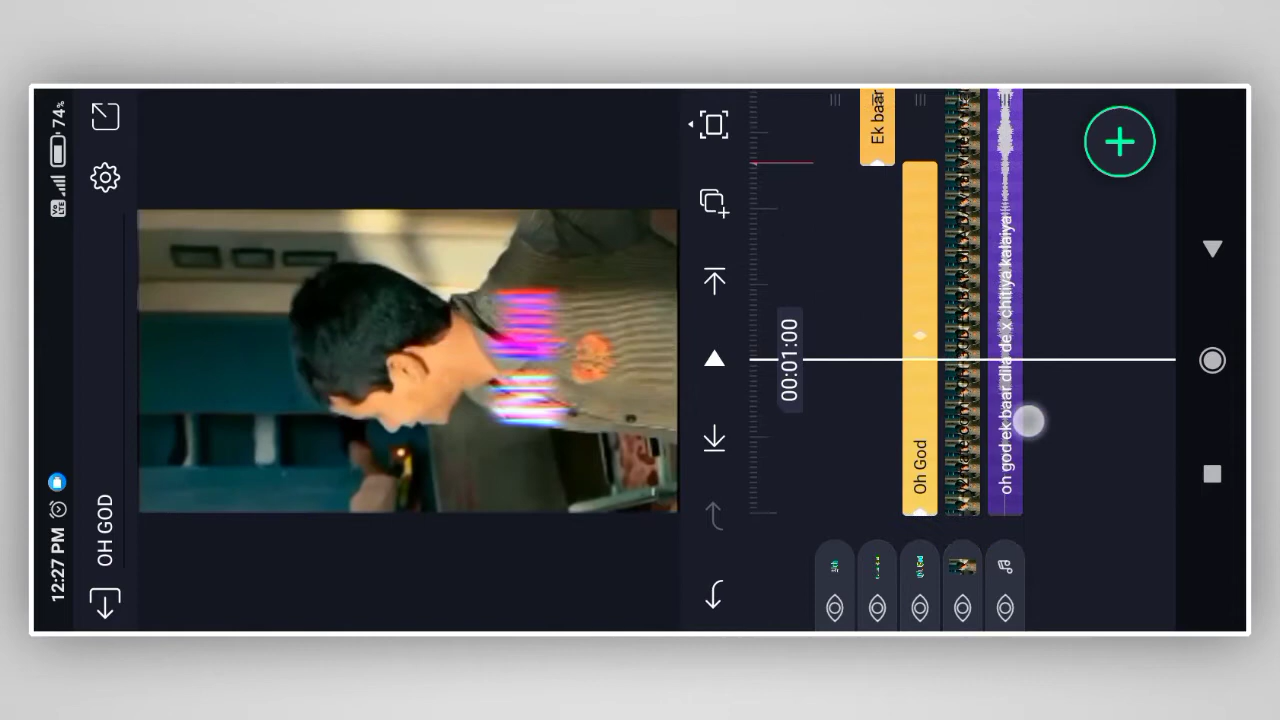 12:27 PM
74%
OH GOD
00:01:00
Ek baar
Oh God
oh god ek baar dila de x chitiya kalaiya